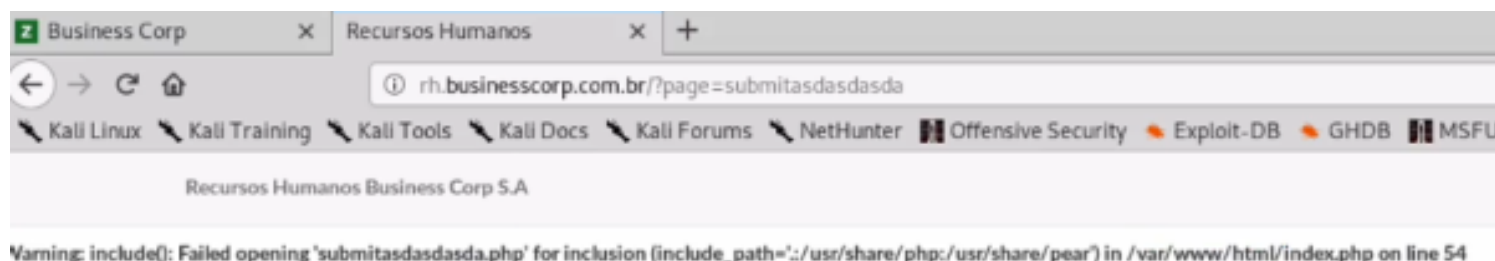 Z Business Corp × Recursos Humanos × +
rh.businesscorp.com.br/?page=submitasdasdasda
Kali Linux Kali Training Kali Tools Kali Docs Kali Forums NetHunter Offensive Security Exploit-DB GHDB MSFU
Recursos Humanos Business Corp S.A
Warning: include(): Failed opening 'submitasdasdasda.php' for inclusion (include_path='.:/usr/share/php:/usr/share/pear') in /var/www/html/index.php on line 54